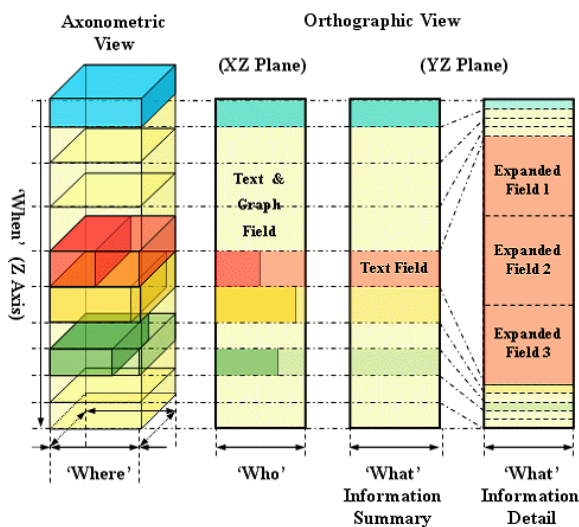 Axonometric
View
Orthographic View
(XZ Plane)
(YZ Plane)
'When' (Z Axis)
Text &
Graph
Field
Text Field
Expanded
Field 1
Expanded
Field 2
Expanded
Field 3
'Where'
'Who'
'What'
Information
Summary
'What'
Information
Detail